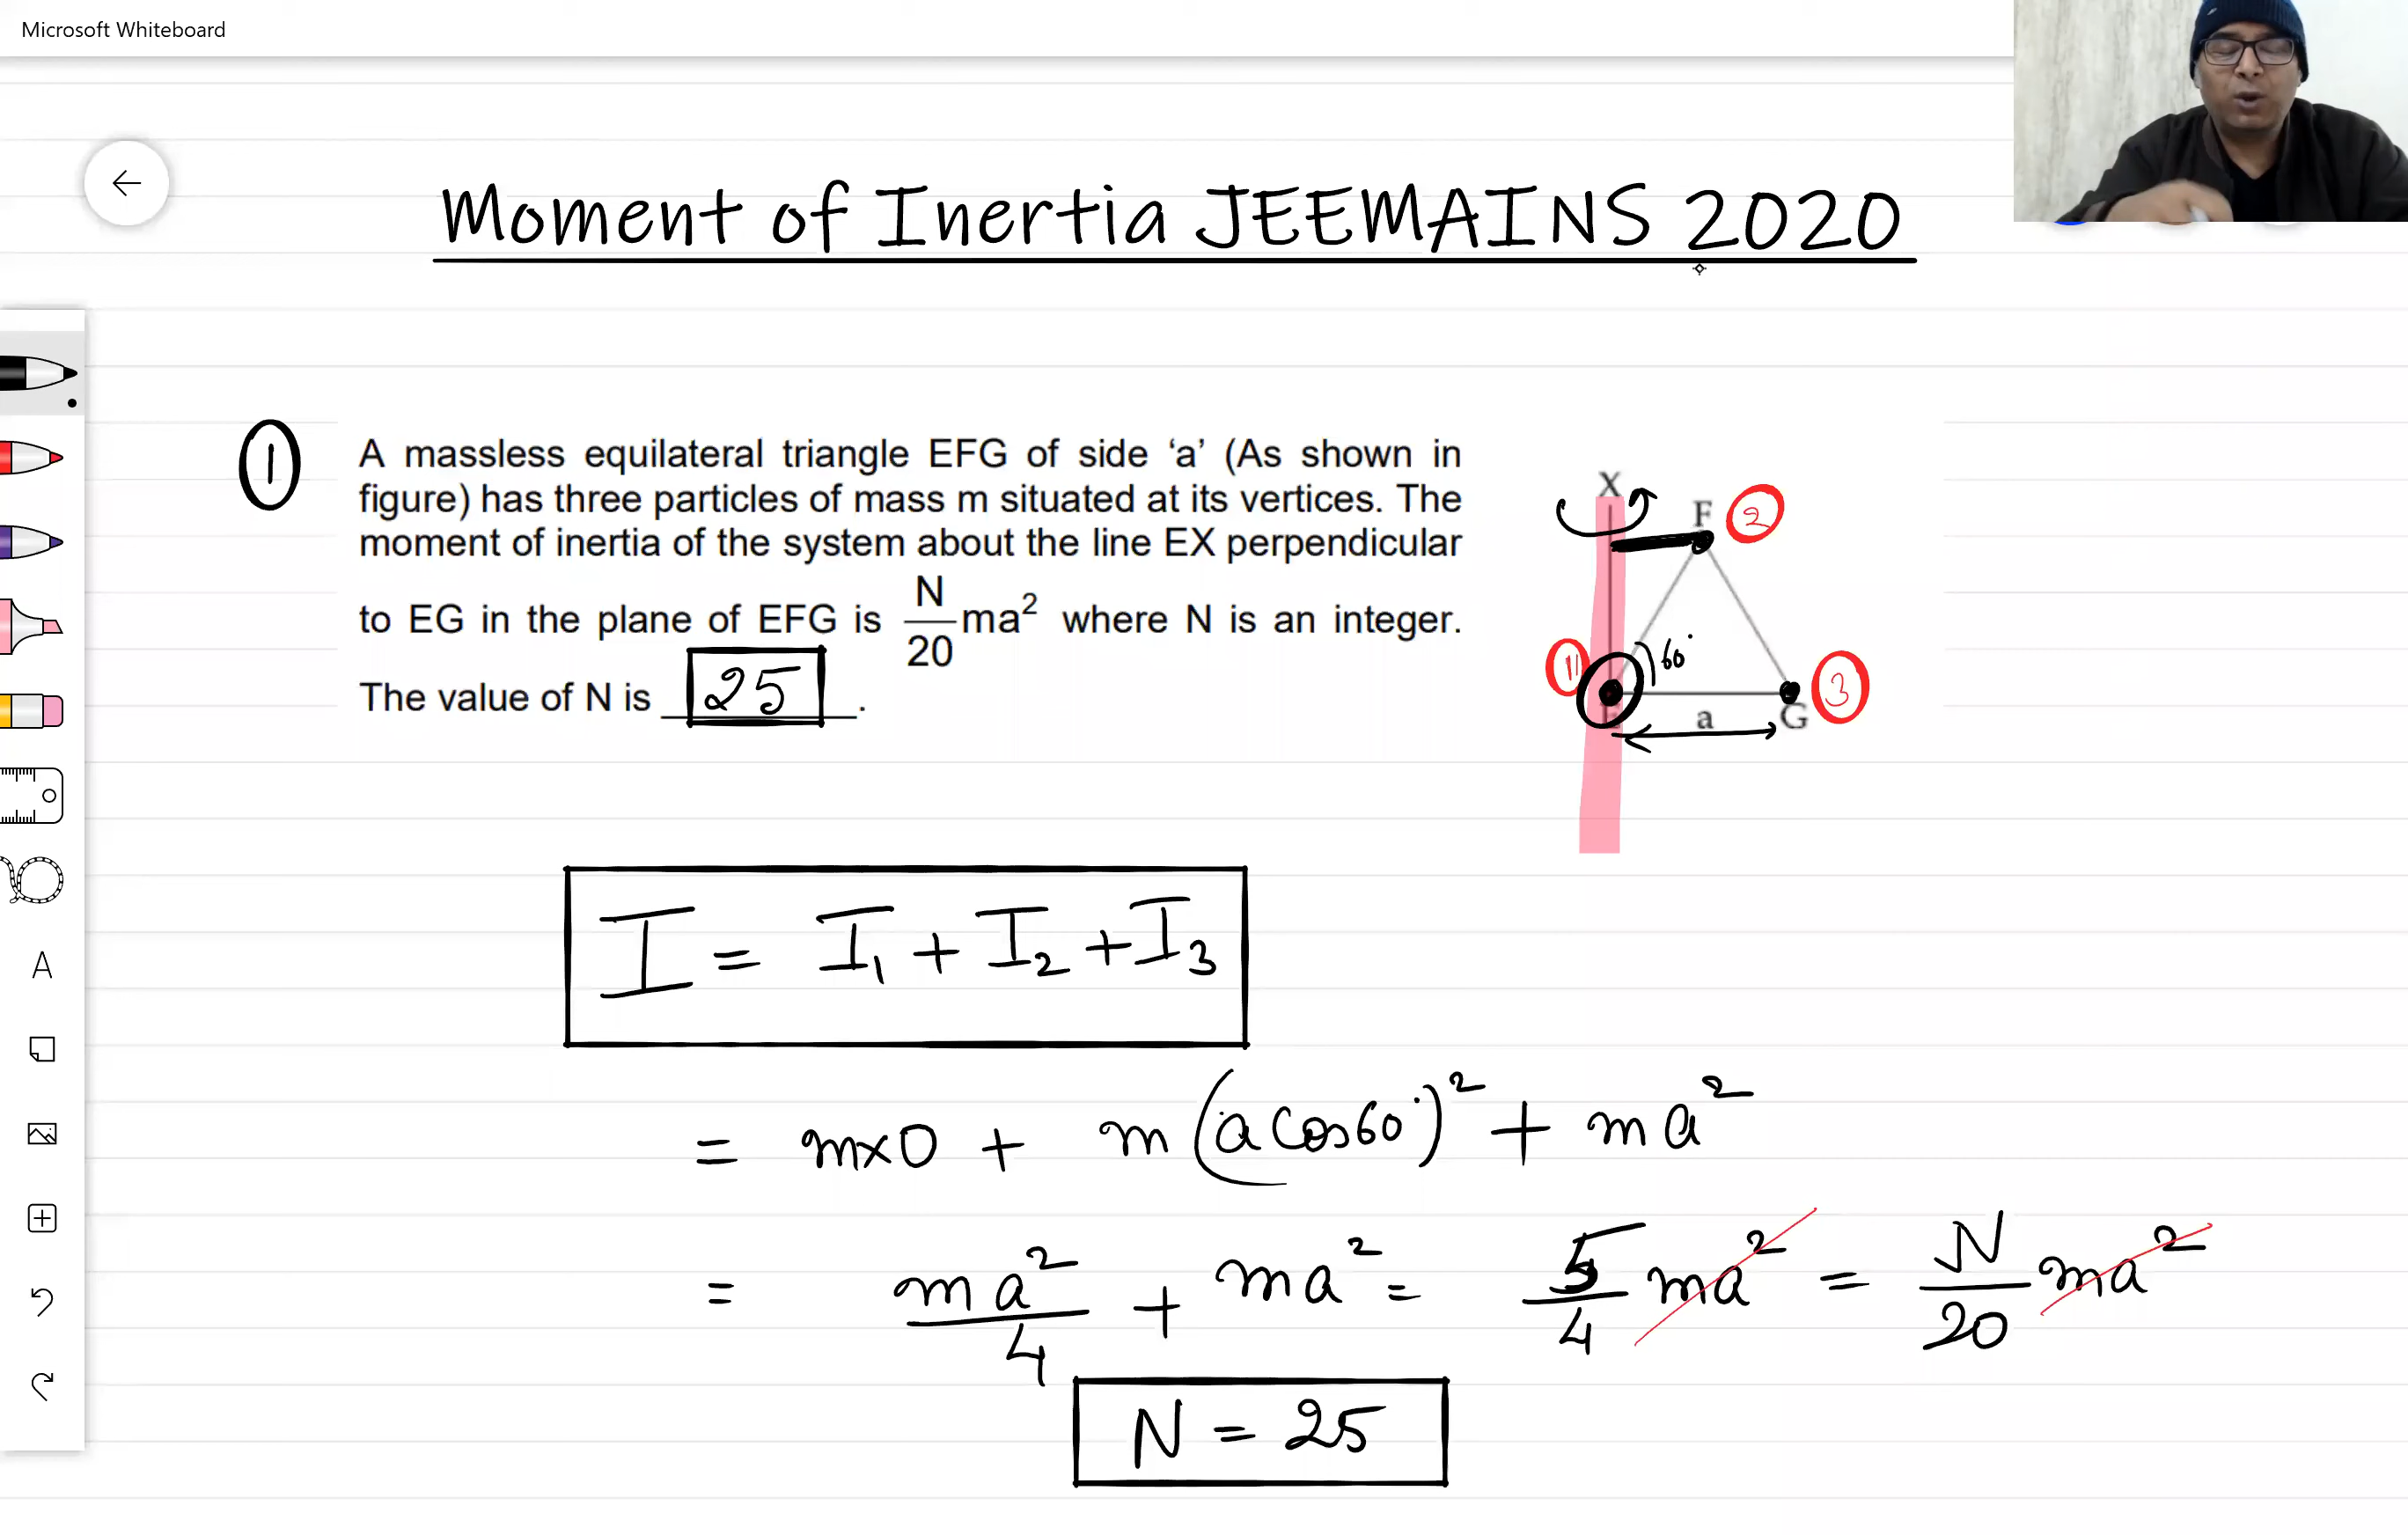 Microsoft Whiteboard
Moment of Inertia JEEMAINS 2020
① A massless equilateral triangle EFG of side ‘a’ (As shown in
figure) has three particles of mass m situated at its vertices. The
moment of inertia of the system about the line EX perpendicular
to EG in the plane of EFG is N/20 ma² where N is an integer.
The value of N is 25.
X
F ②
① 60° ③
a G
I = I₁ + I₂ + I₃
= m×0 + m(a cos60°)² + ma²
= ma²/4 + ma² = 5/4 ma² = N/20 ma²
N = 25
A